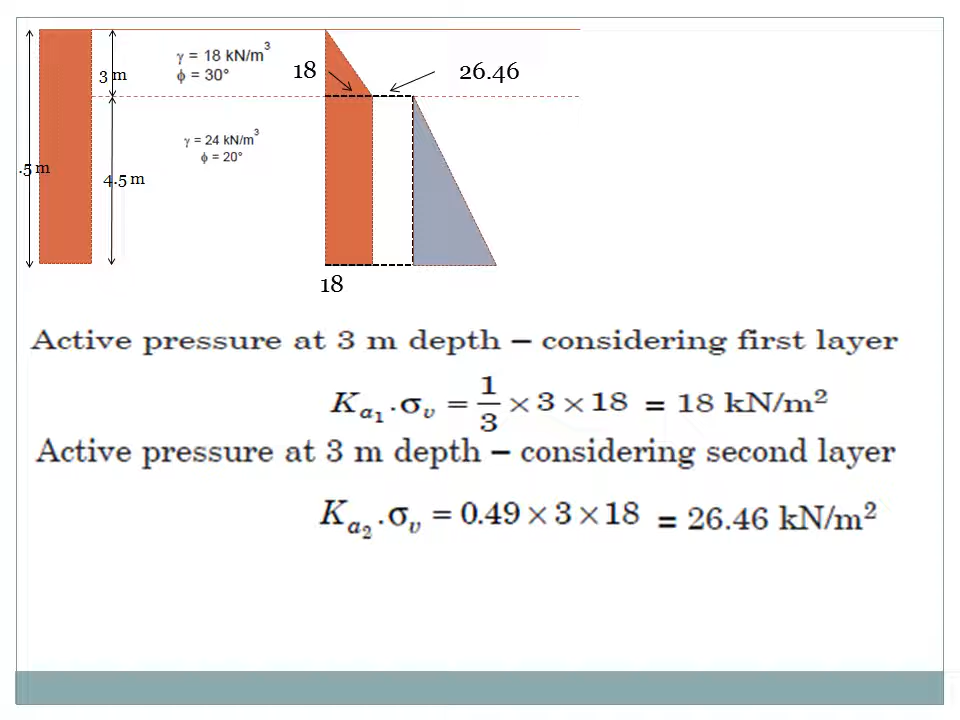 γ = 18 kN/m³
ϕ = 30°
3 m
18
26.46
γ = 24 kN/m³
ϕ = 20°
.5 m
4.5 m
18
Active pressure at 3 m depth – considering first layer
Kₐ₁ . σᵥ = 1/3 × 3 × 18 = 18 kN/m²
Active pressure at 3 m depth – considering second layer
Kₐ₂ . σᵥ = 0.49 × 3 × 18 = 26.46 kN/m²